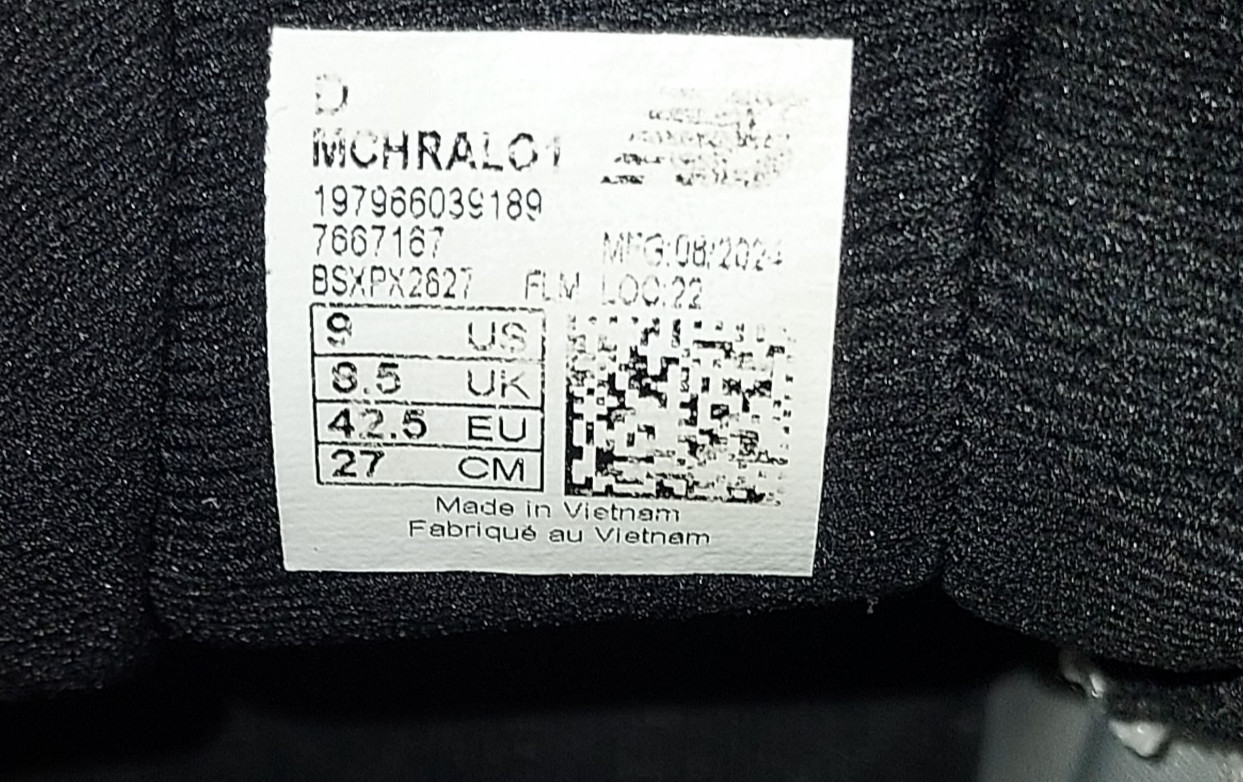 D
MCHRALO1
197966039189
7667167
MFG:08/2024
BSXPX2627 FLM LOC:22
9 US
8.5 UK
42.5 EU
27 CM
Made in Vietnam
Fabriqué au Vietnam